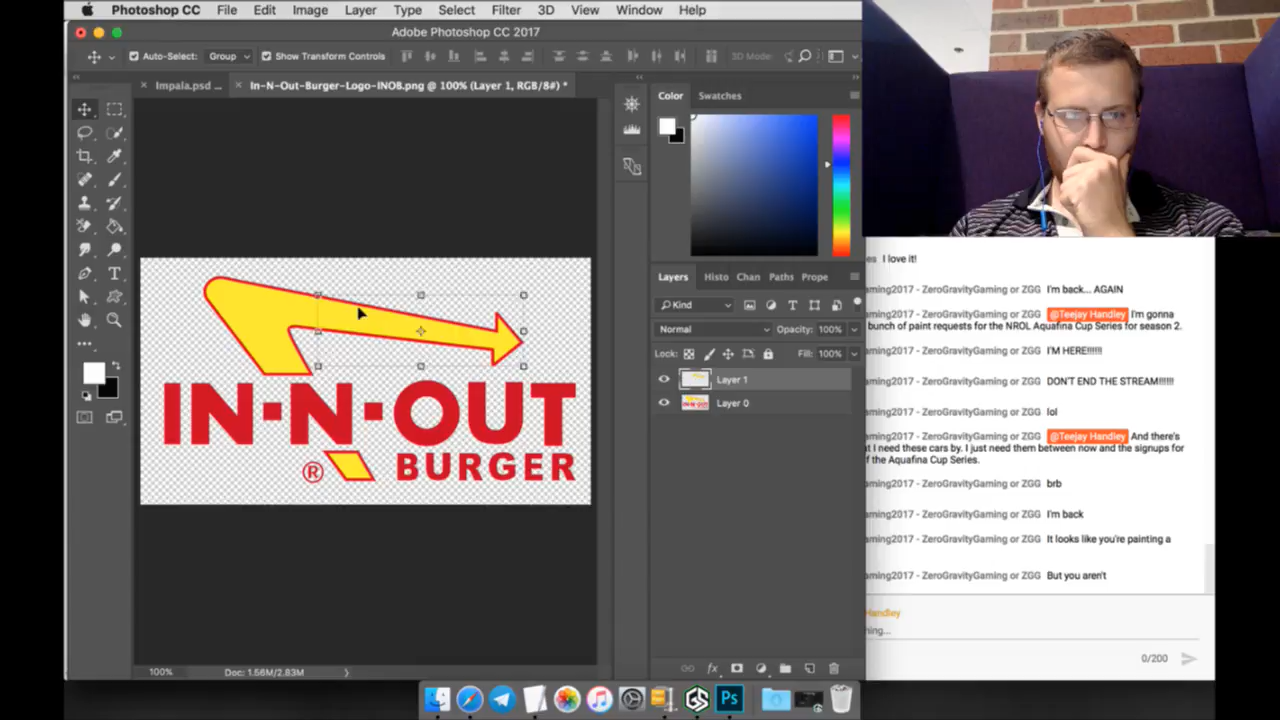 Photoshop CC File Edit Image Layer Type Select Filter 3D View Window Help
Adobe Photoshop CC 2017
Auto-Select: Group Show Transform Controls 3D Mode:
Impala.psd ... In-N-Out-Burger-Logo-INOB.png @ 100% (Layer 1, RGB/8#) *
Color Swatches
Layers Histo Chan Paths Prope
Kind
Normal Opacity: 100%
Lock: Fill: 100%
Layer 1
Layer 0
IN-N-OUT
® BURGER
100% Doc: 1.56M/2.83M
es I love it!
aming2017 - ZeroGravityGaming or ZGG I'm back... AGAIN
aming2017 - ZeroGravityGaming or ZGG @Teejay Handley I'm gonna
bunch of paint requests for the NROL Aquafina Cup Series for season 2.
aming2017 - ZeroGravityGaming or ZGG I'M HERE!!!!!!
aming2017 - ZeroGravityGaming or ZGG DON'T END THE STREAM!!!!!!
aming2017 - ZeroGravityGaming or ZGG lol
aming2017 - ZeroGravityGaming or ZGG @Teejay Handley And there's
at I need these cars by. I just need them between now and the signups for
f the Aquafina Cup Series.
aming2017 - ZeroGravityGaming or ZGG brb
aming2017 - ZeroGravityGaming or ZGG I'm back
aming2017 - ZeroGravityGaming or ZGG It looks like you're painting a
aming2017 - ZeroGravityGaming or ZGG But you aren't
Handley
hing...
0/200
Ps